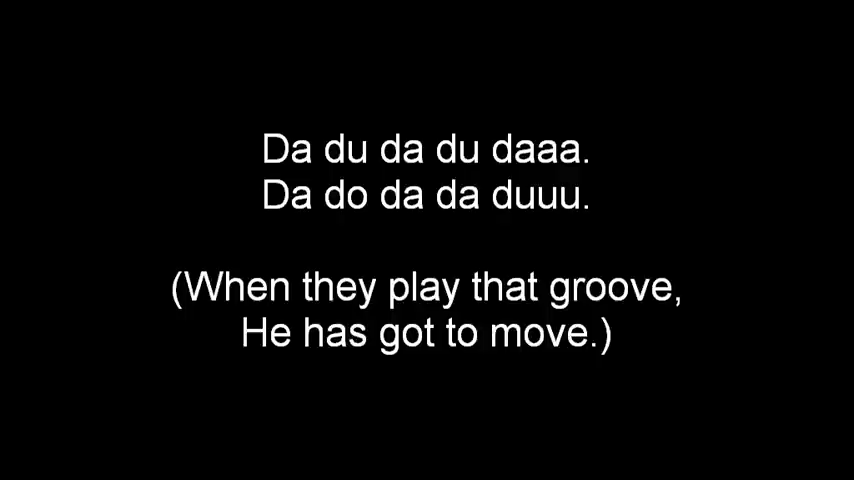 Da du da du daaa.
Da do da da duuu.
(When they play that groove,
He has got to move.)